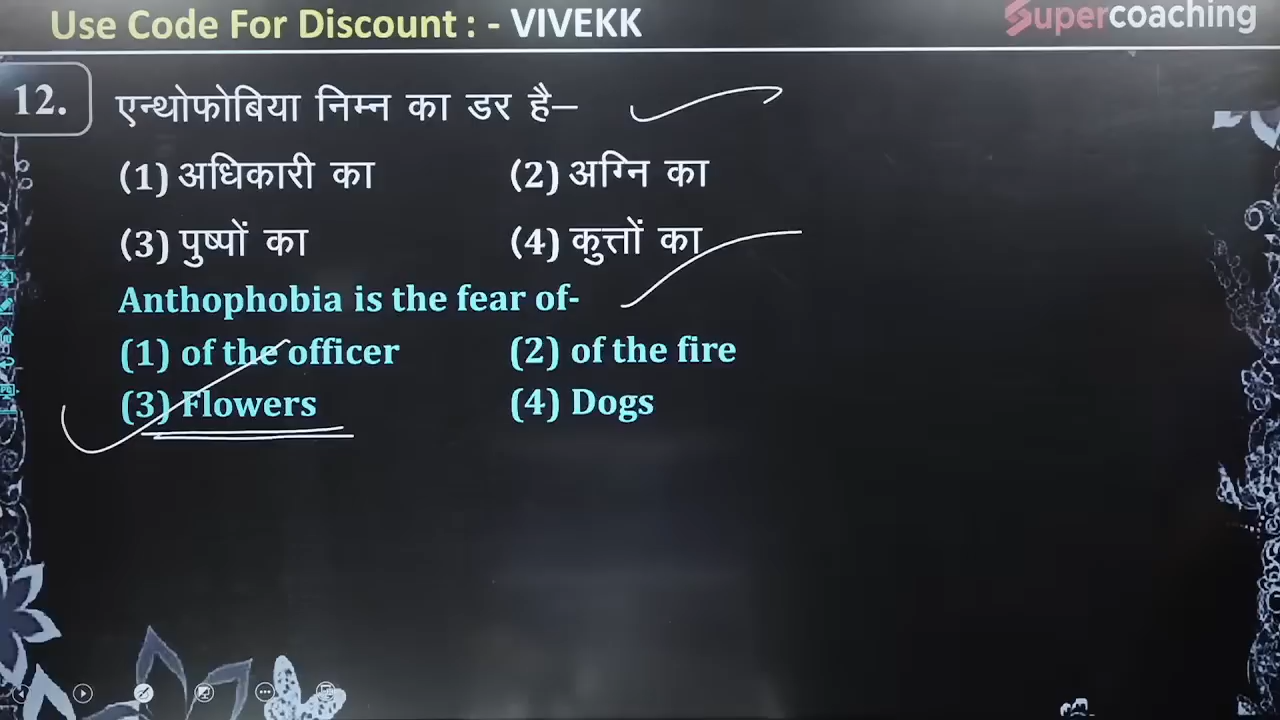 Use Code For Discount : - VIVEKK
Supercoaching
12. एन्थोफोबिया निम्न का डर है–
(1) अधिकारी का (2) अग्नि का
(3) पुष्पों का (4) कुत्तों का
Anthophobia is the fear of-
(1) of the officer (2) of the fire
(3) Flowers (4) Dogs